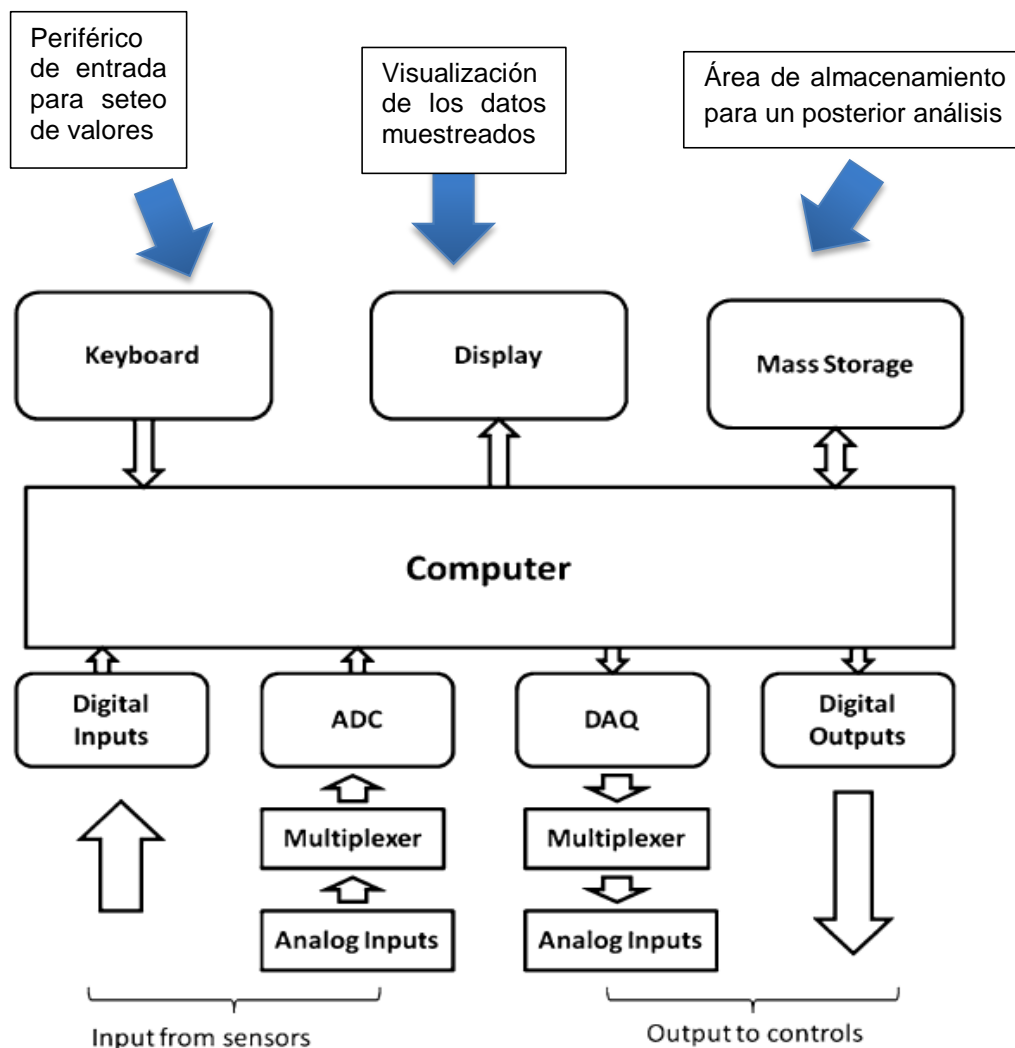 Periférico
de entrada
para seteo
de valores
Visualización
de los datos
muestreados
Área de almacenamiento
para un posterior análisis
Keyboard
Display
Mass Storage
Computer
Digital
Inputs
ADC
DAQ
Digital
Outputs
Multiplexer
Multiplexer
Analog Inputs
Analog Inputs
Input from sensors
Output to controls